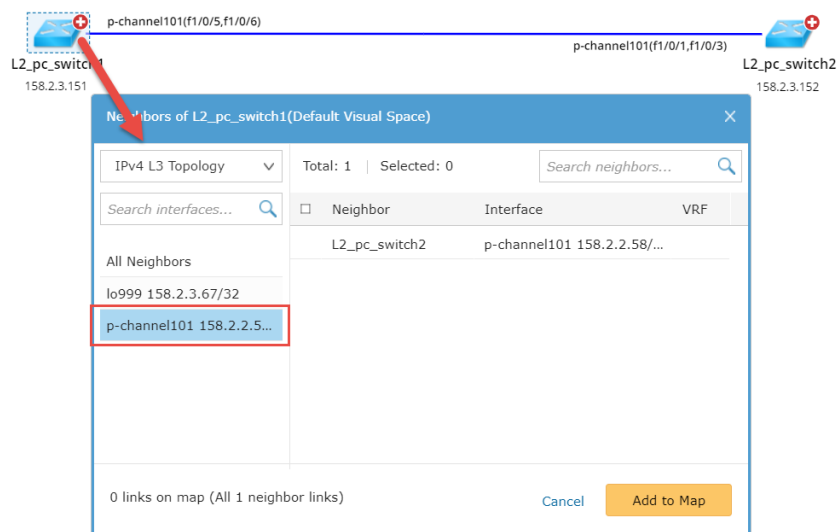 p-channel101(f1/0/5,f1/0/6)
p-channel101(f1/0/1,f1/0/3)
L2_pc_switch1
158.2.3.151
L2_pc_switch2
158.2.3.152
Neighbors of L2_pc_switch1(Default Visual Space)
IPv4 L3 Topology
Total: 1 | Selected: 0
Search neighbors...
Search interfaces...
Neighbor Interface VRF
L2_pc_switch2 p-channel101 158.2.2.58/...
All Neighbors
lo999 158.2.3.67/32
p-channel101 158.2.2.5...
0 links on map (All 1 neighbor links)
Cancel
Add to Map